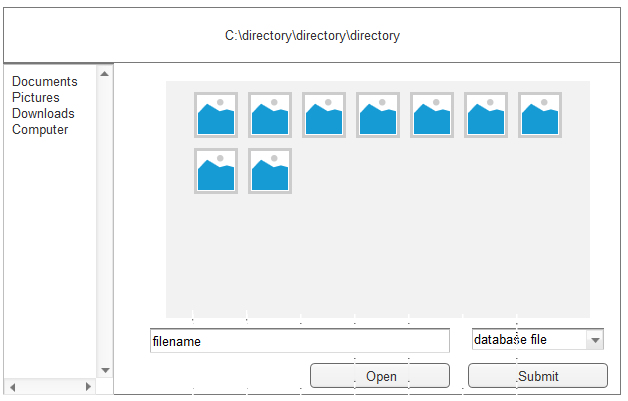 C:\directory\directory\directory
Documents
Pictures
Downloads
Computer
filename
database file
Open
Submit